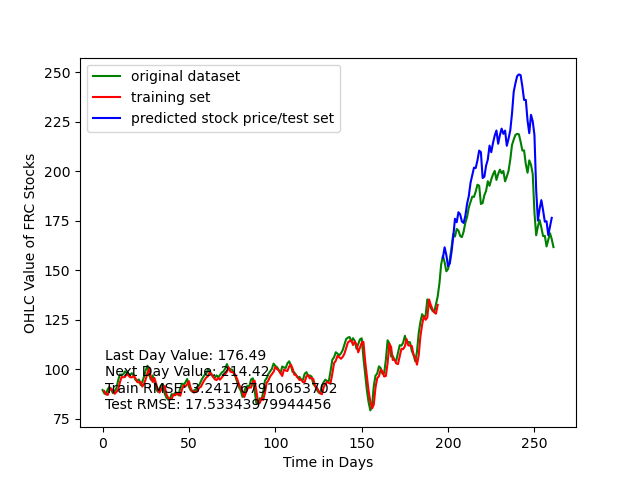 original dataset
training set
predicted stock price/test set
OHLC Value of FRC Stocks
250
225
200
175
150
125
100
75
Last Day Value: 176.49
Next Day Value: 214.42
Train RMSE:
Test RMSE: 17.53343979944456
0 50 100 150 200 250
Time in Days